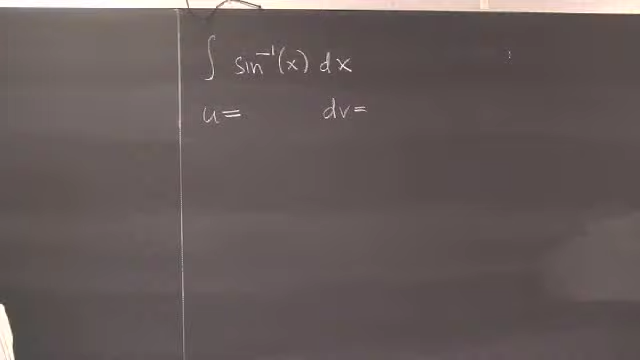 ∫ sin⁻¹(x) dx
u= dv=